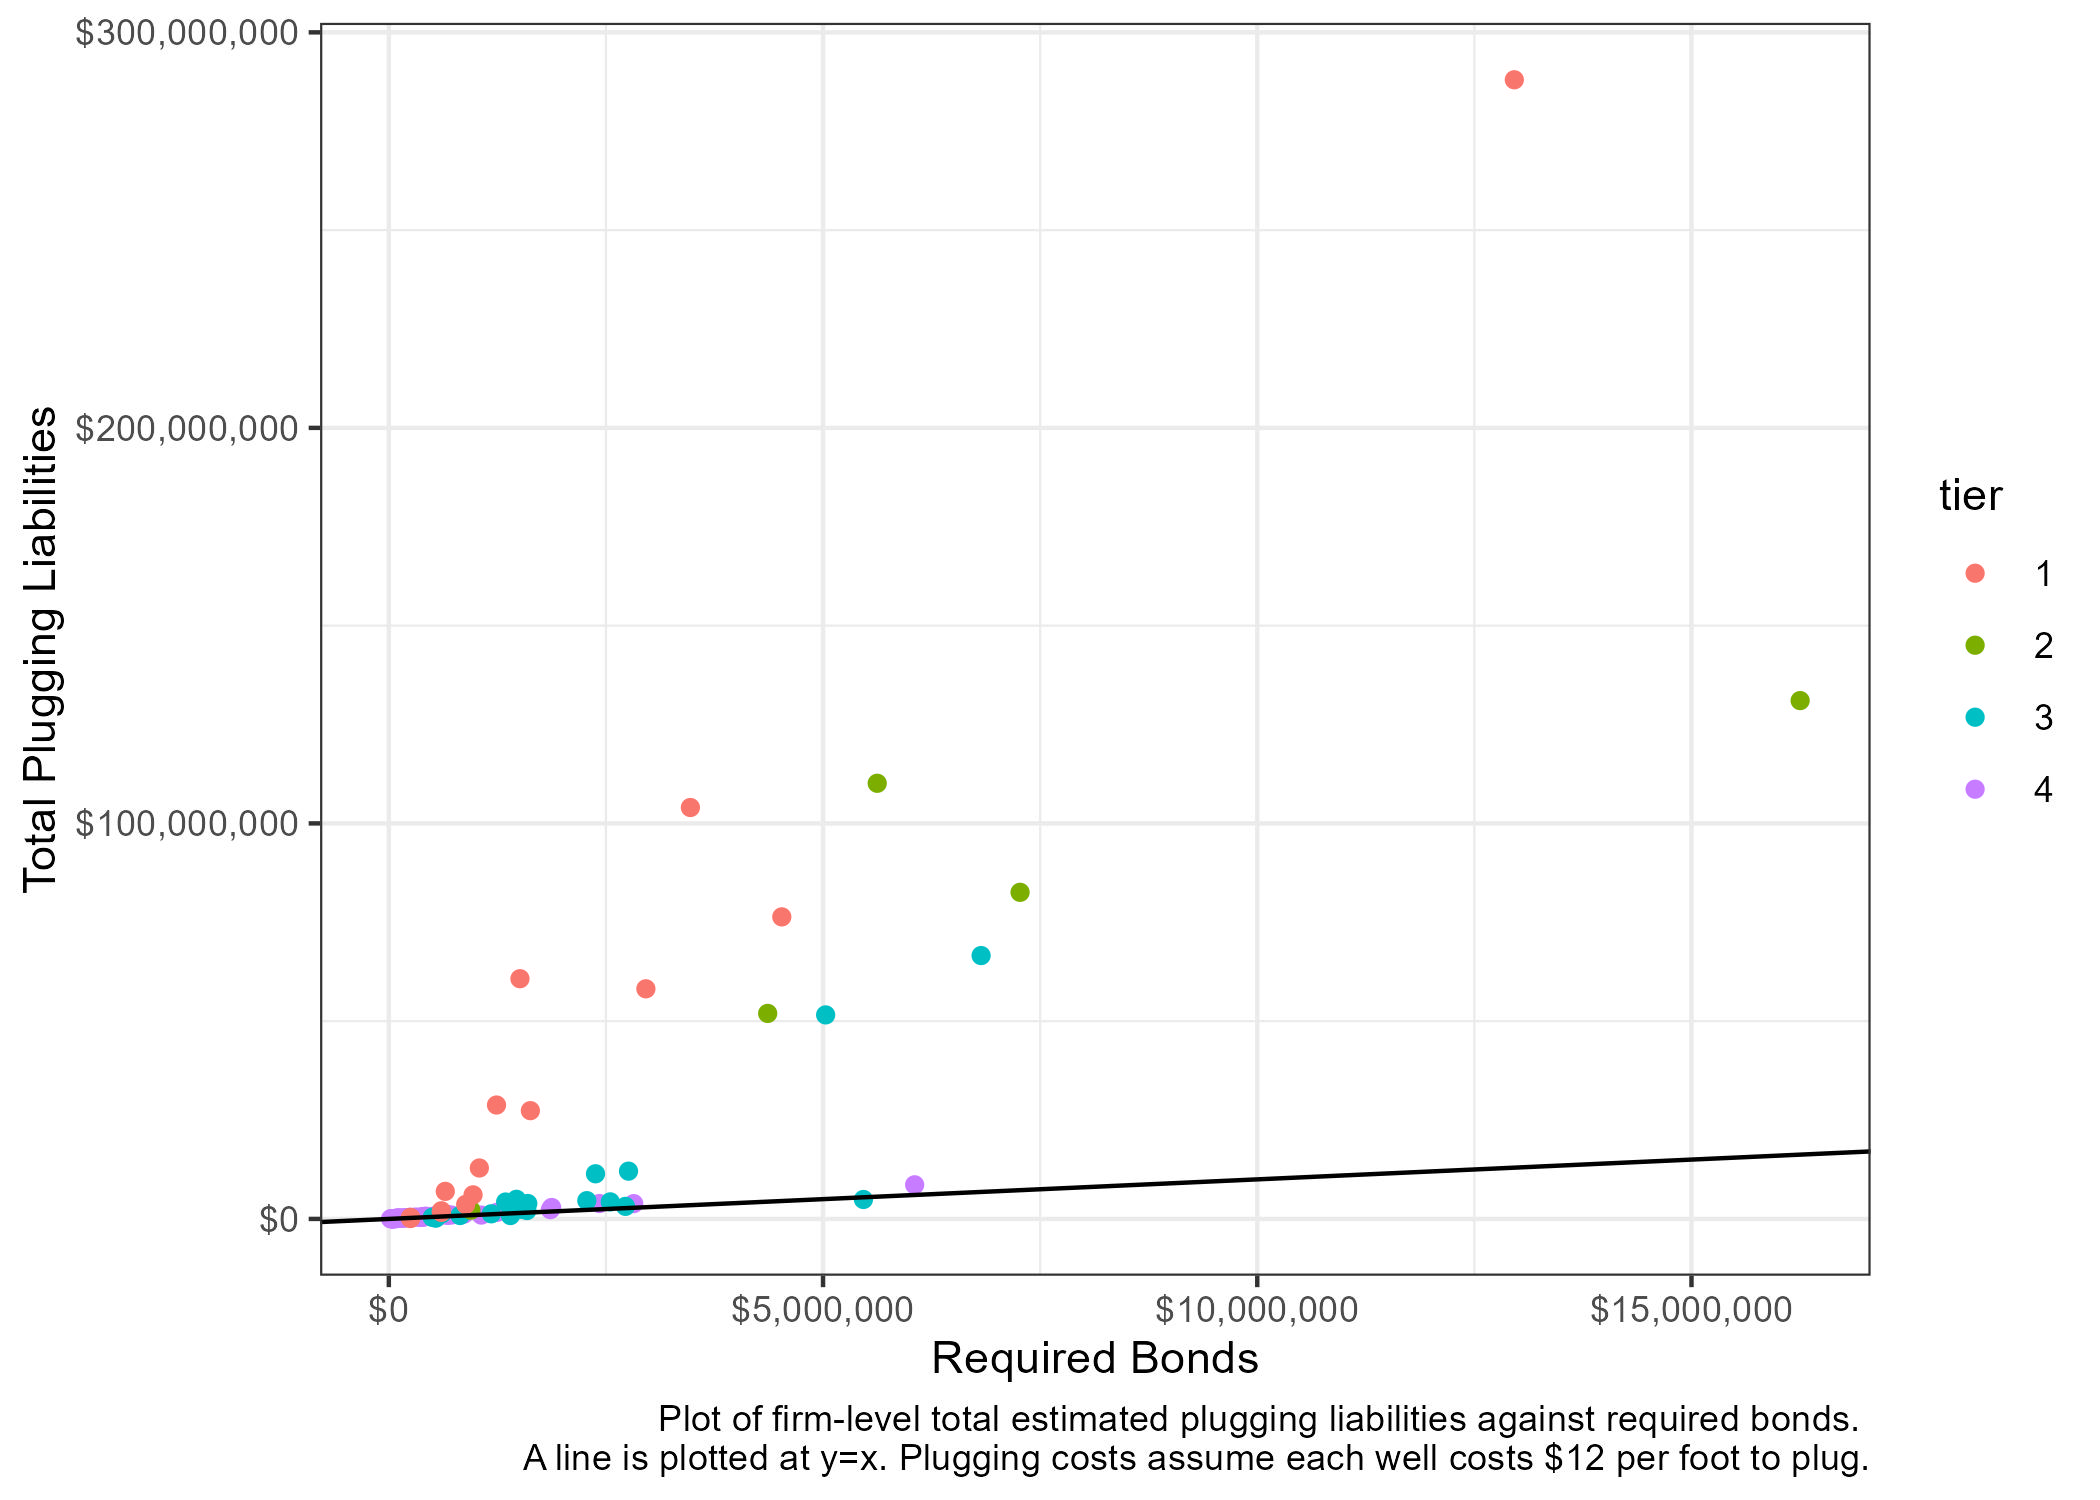 $300,000,000
$200,000,000
$100,000,000
$0
Total Plugging Liabilities
$0
$5,000,000
$10,000,000
$15,000,000
Required Bonds
tier
1
2
3
4
Plot of firm-level total estimated plugging liabilities against required bonds.
A line is plotted at y=x. Plugging costs assume each well costs $12 per foot to plug.